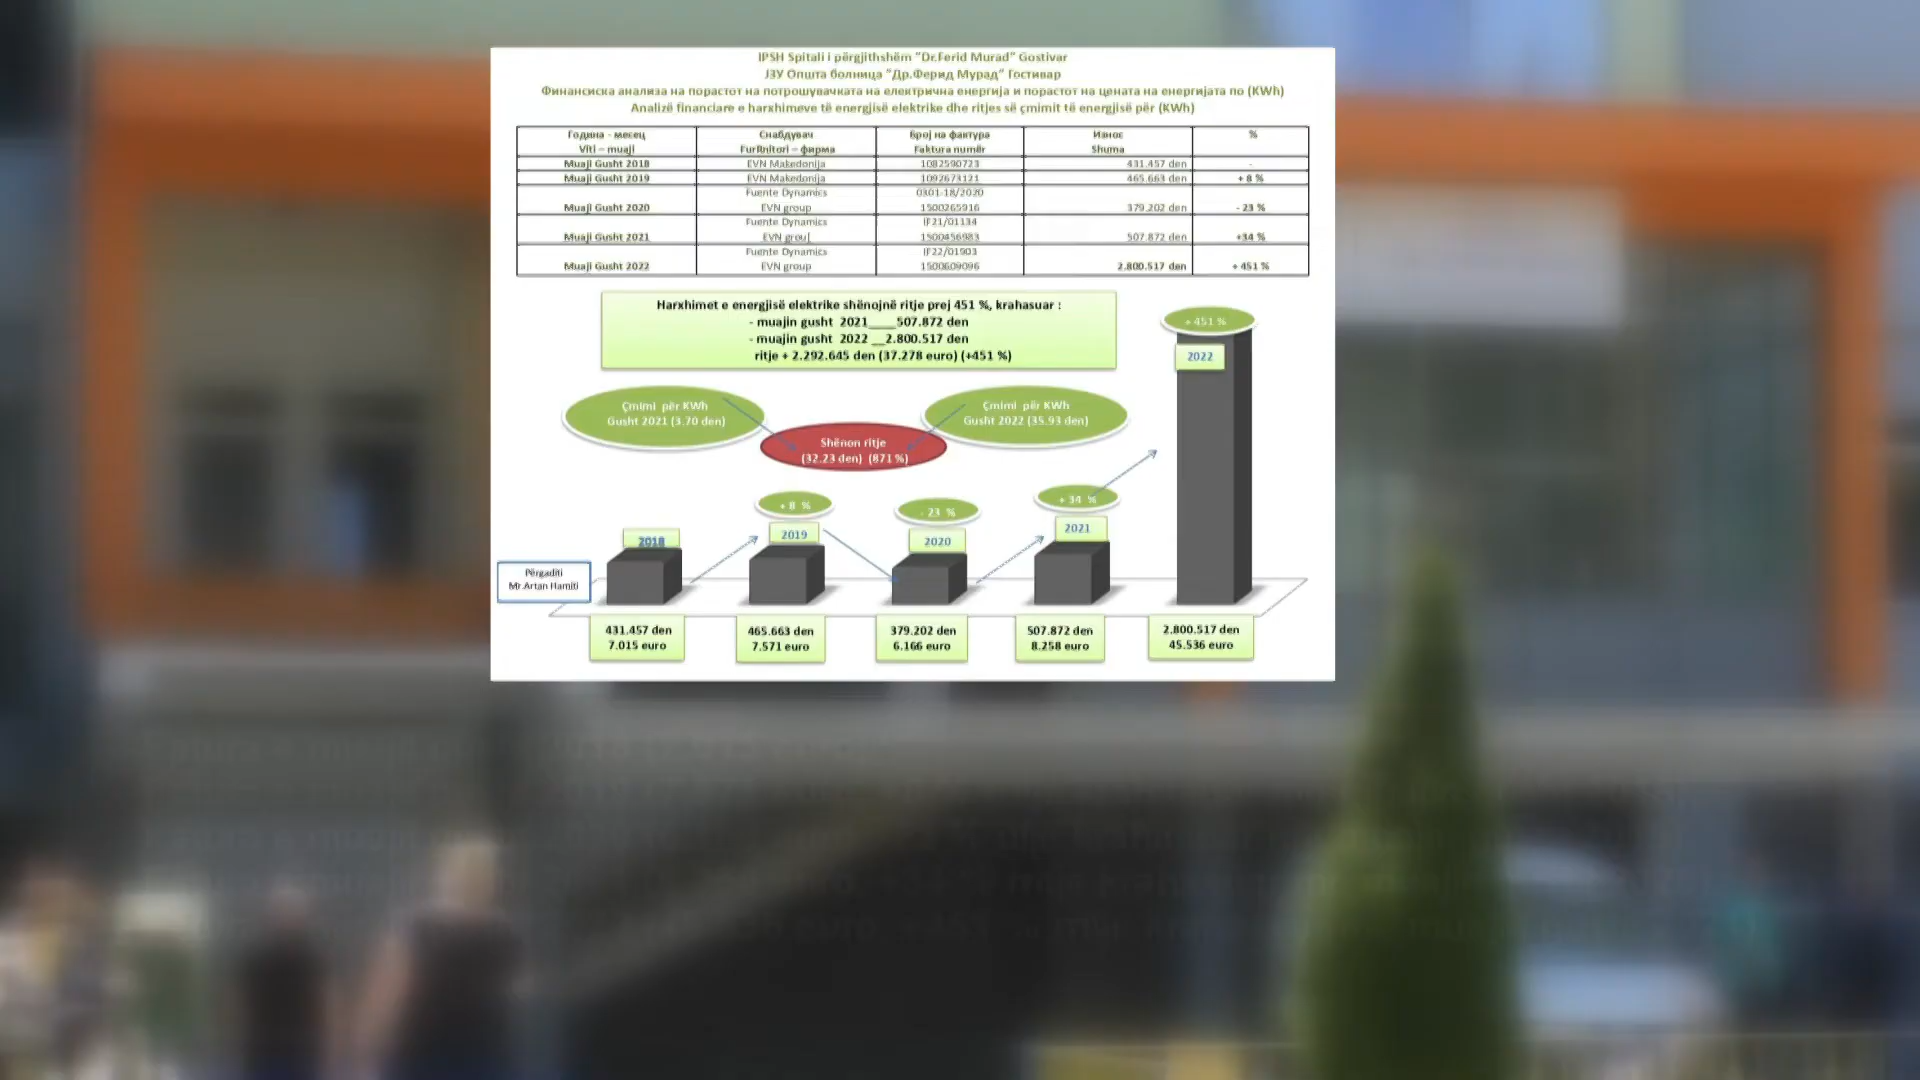 IPSH Spitali i përgjithshëm "Dr.Ferid Murad" Gostivar
ЈЗУ Општа болница "Др.Ферид Мурад" Гостивар
Финансиска анализа на порастот на потрошувачката на електрична енергија и порастот на цената на енергијата по (KWh)
Analizë financiare e harxhimeve të energjisë elektrike dhe ritjes së çmimit të energjisë për (KWh)
Година - месец Снабдувач Број на фактура Износ %
Viti – muaji Furfinitori – фирма Faktura numër Shuma
Muaji Gusht 2018 EVN Makedonija 1082590723 431.457 den -
Muaji Gusht 2019 EVN Makedonija 1092673121 465.663 den + 8 %
Fuente Dynamics 0301-18/2020
Muaji Gusht 2020 EVN group 1500265916 379.202 den - 23 %
Fuente Dynamics IF21/01134
Muaji Gusht 2021 EVN grou[ 1500456983 507.872 den +34 %
Fuente Dynamics IF22/01903
Muaji Gusht 2022 EVN group 1500609096 2.800.517 den + 451 %
Harxhimet e energjisë elektrike shënojnë ritje prej 451 %, krahasuar :
- muajin gusht 2021____507.872 den
- muajin gusht 2022 __2.800.517 den
ritje + 2.292.645 den (37.278 euro) (+451 %)
+ 451 %
2022
Çmimi për KWh
Gusht 2021 (3.70 den)
Çmimi për KWh
Gusht 2022 (35.93 den)
Shënon ritje
(32.23 den) (871 %)
+ 8 %
- 23 %
+ 34 %
2018
2019
2020
2021
Përgaditi
Mr.Artan Hamiti
431.457 den
7.015 euro
465.663 den
7.571 euro
379.202 den
6.166 euro
507.872 den
8.258 euro
2.800.517 den
45.536 euro